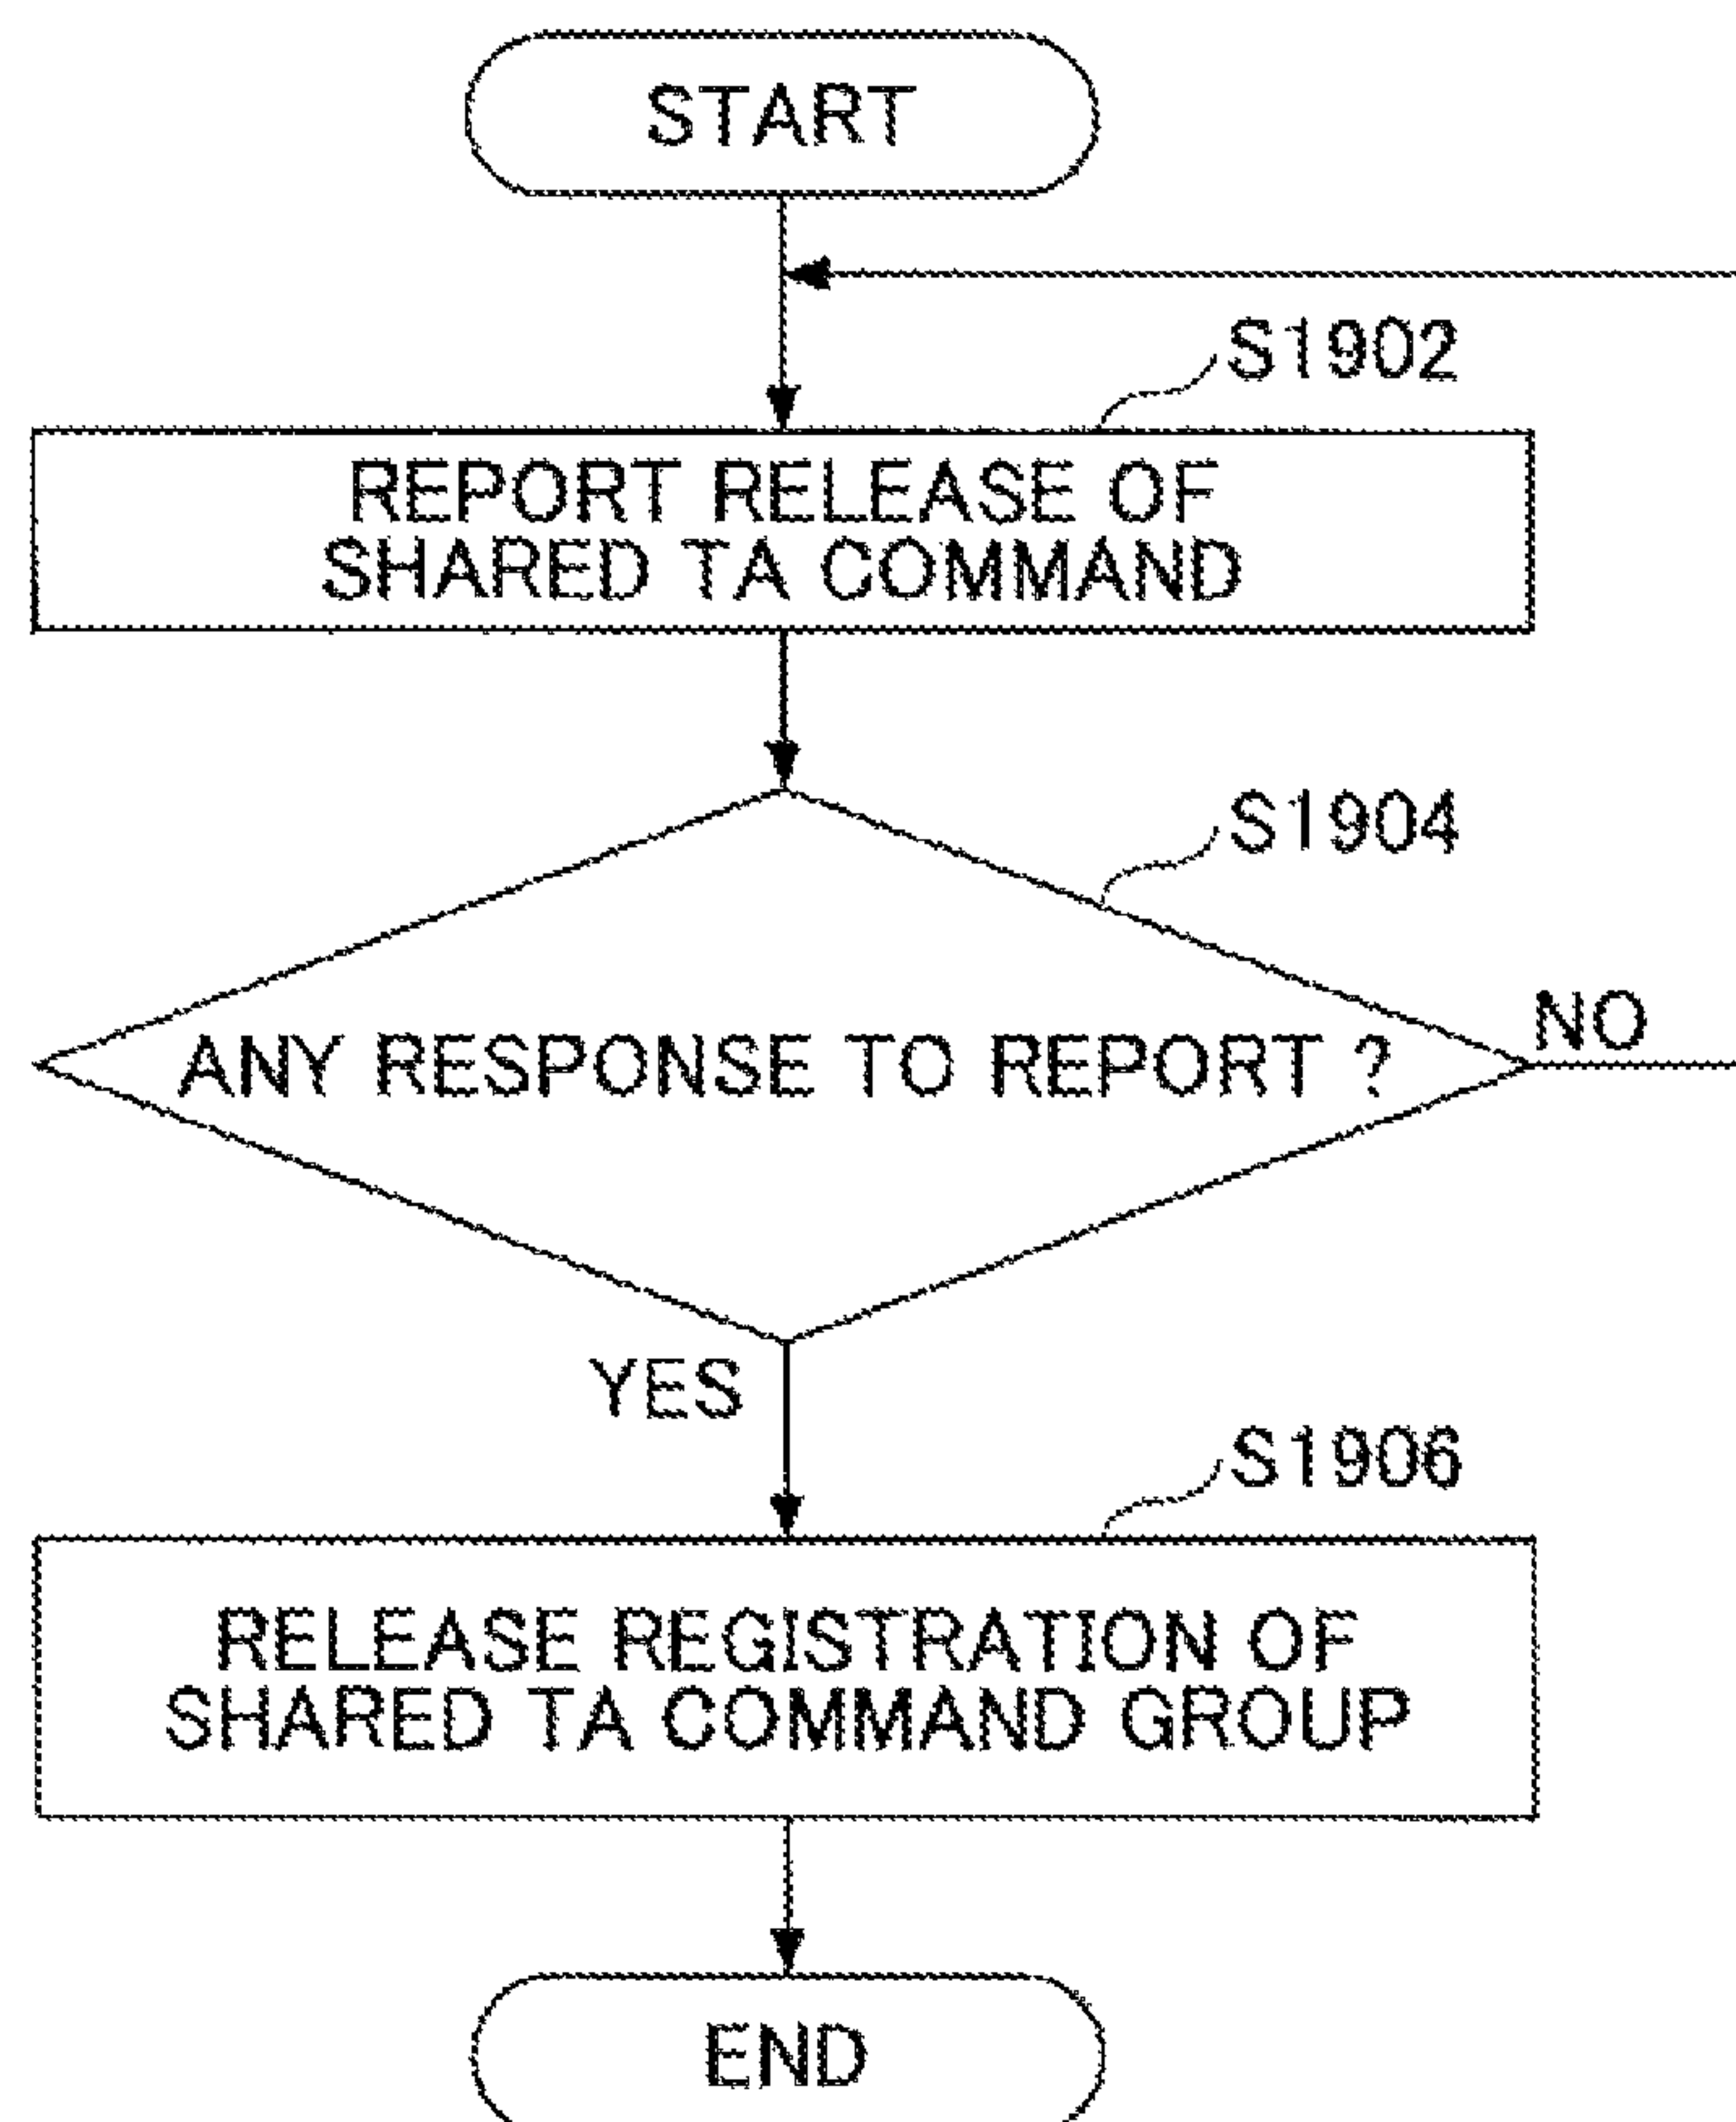 START
S1902
REPORT RELEASE OF
SHARED TA COMMAND
S1904
ANY RESPONSE TO REPORT ?
NO
YES
S1906
RELEASE REGISTRATION OF
SHARED TA COMMAND GROUP
END